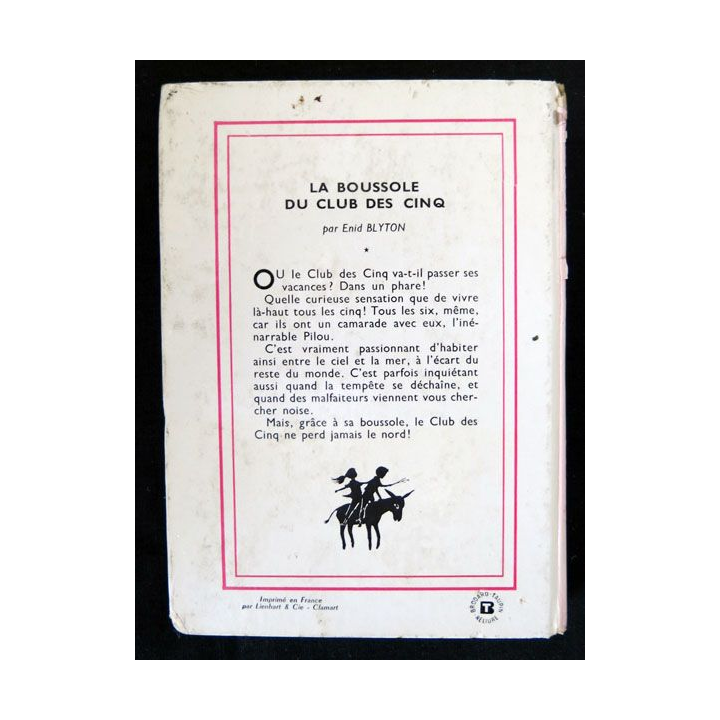 LA BOUSSOLE
DU CLUB DES CINQ
par Enid BLYTON
*
OU le Club des Cinq va-t-il passer ses
vacances? Dans un phare!
Quelle curieuse sensation que de vivre
là-haut tous les cinq! Tous les six, même,
car ils ont un camarade avec eux, l'iné-
narrable Pilou.
C'est vraiment passionnant d'habiter
ainsi entre le ciel et la mer, à l'écart du
reste du monde. C'est parfois inquiétant
aussi quand la tempête se déchaîne, et
quand des malfaiteurs viennent vous cher-
cher noise.
Mais, grâce à sa boussole, le Club des
Cinq ne perd jamais le nord!
Imprimé en France
par Lienhart & Cie - Clamart
BRODARD-TAUPIN
T
RELIURE